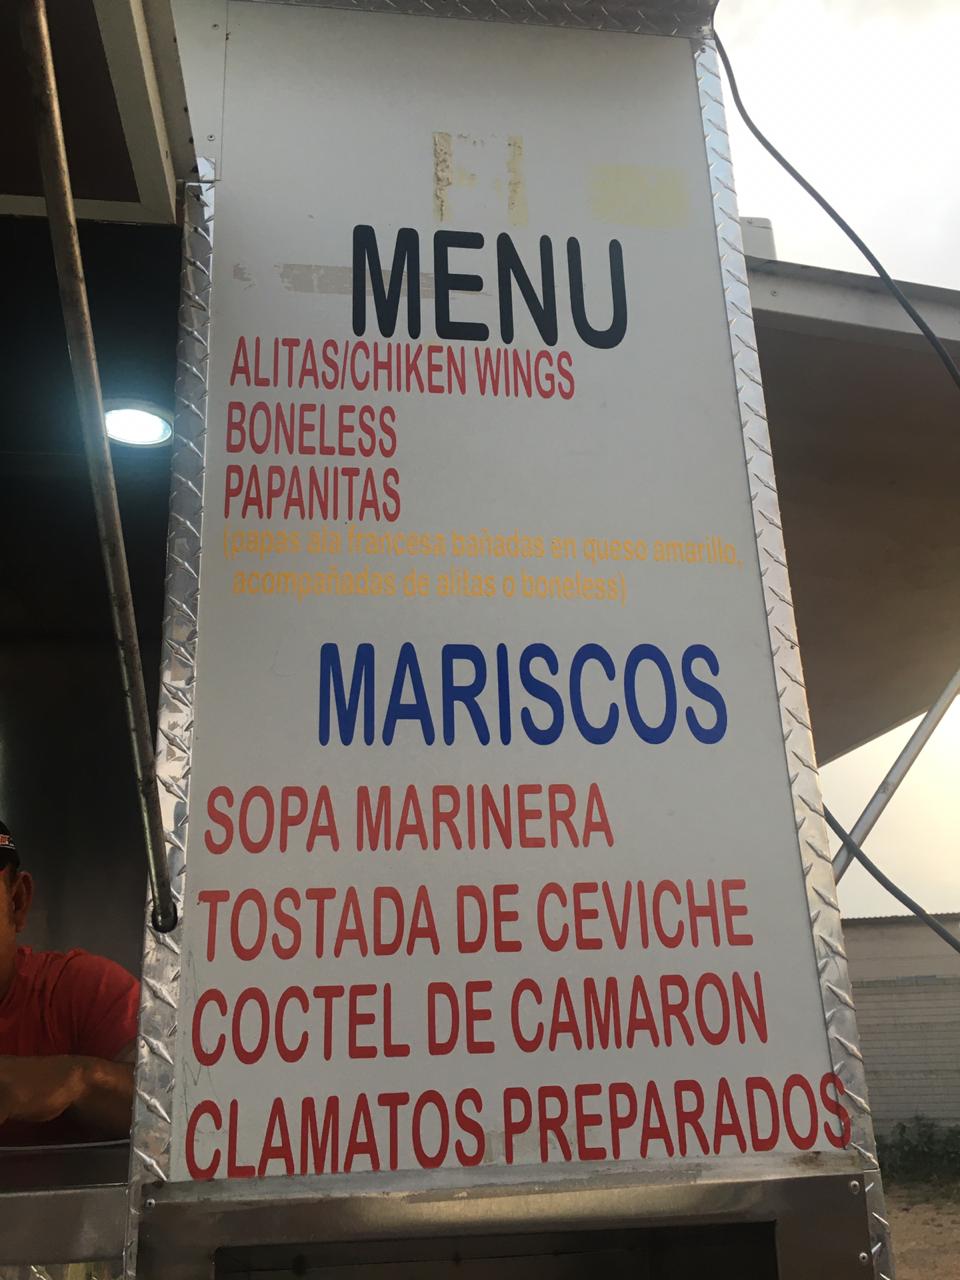 MENU
ALITAS/CHIKEN WINGS
BONELESS
PAPANITAS
(papas ala francesa bañadas en queso amarillo,
acompañadas de alitas o boneless)
MARISCOS
SOPA MARINERA
TOSTADA DE CEVICHE
COCTEL DE CAMARON
CLAMATOS PREPARADOS